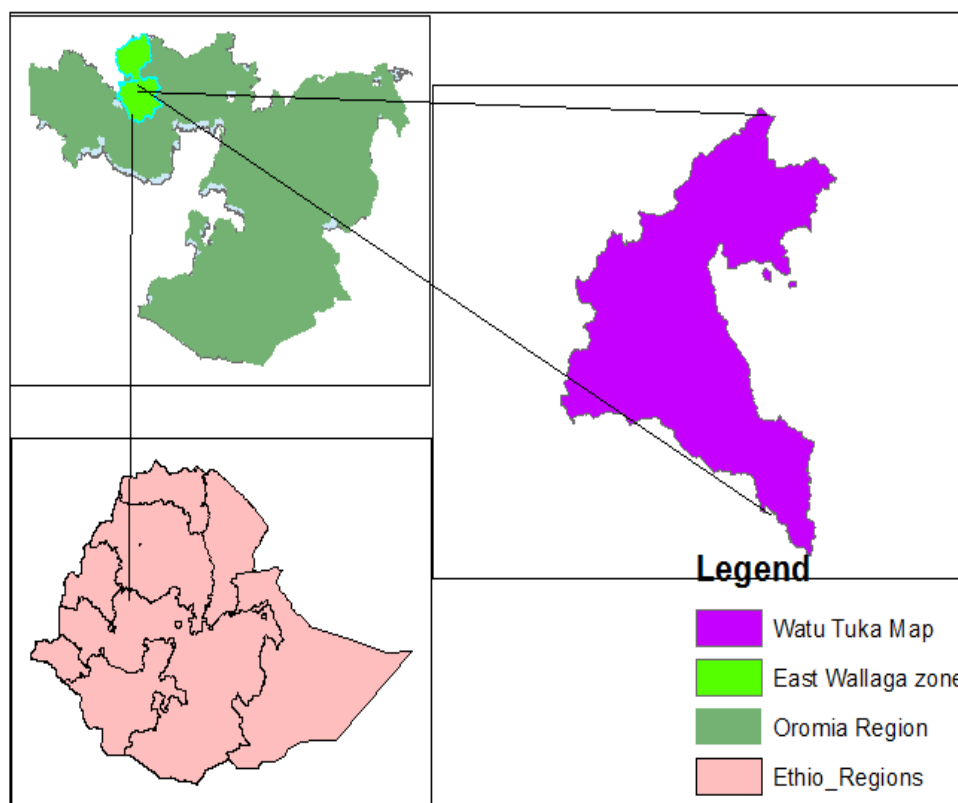 Legend
Watu Tuka Map
East Wallaga zone
Oromia Region
Ethio_Regions